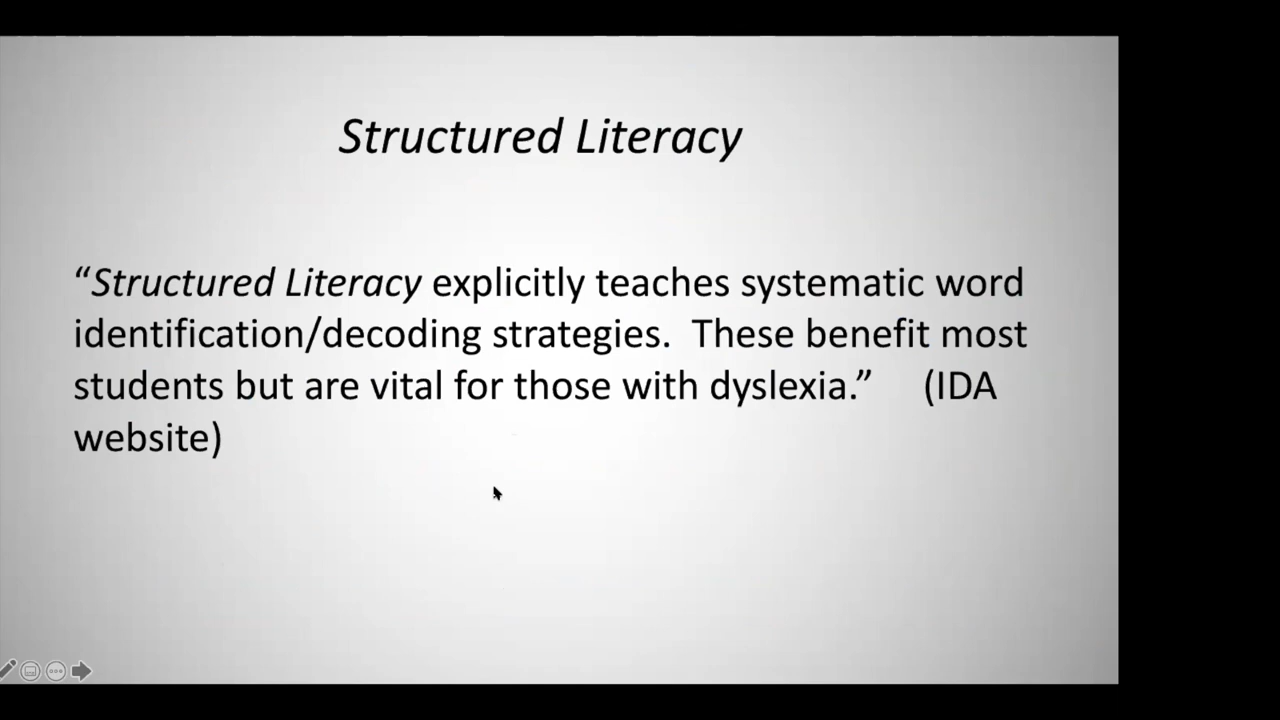 Structured Literacy
“Structured Literacy explicitly teaches systematic word
identification/decoding strategies.  These benefit most
students but are vital for those with dyslexia.”     (IDA
website)